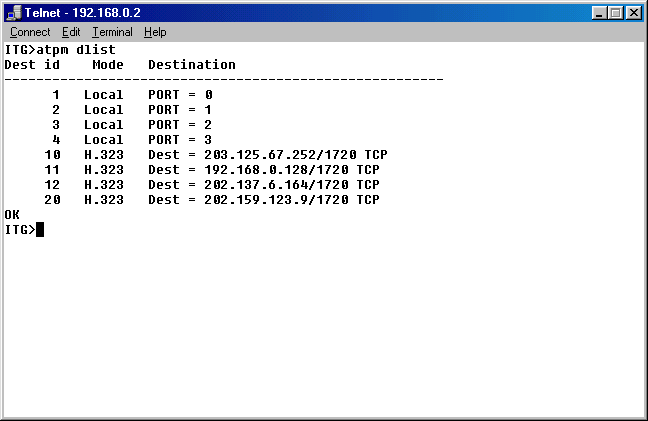 Telnet - 192.168.0.2
Connect Edit Terminal Help
ITG>atpm dlist
Dest id    Mode   Destination
-------------------------------------------------------
      1   Local   PORT = 0
      2   Local   PORT = 1
      3   Local   PORT = 2
      4   Local   PORT = 3
     10   H.323   Dest = 203.125.67.252/1720 TCP
     11   H.323   Dest = 192.168.0.128/1720 TCP
     12   H.323   Dest = 202.137.6.164/1720 TCP
     20   H.323   Dest = 202.159.123.9/1720 TCP
OK
ITG>